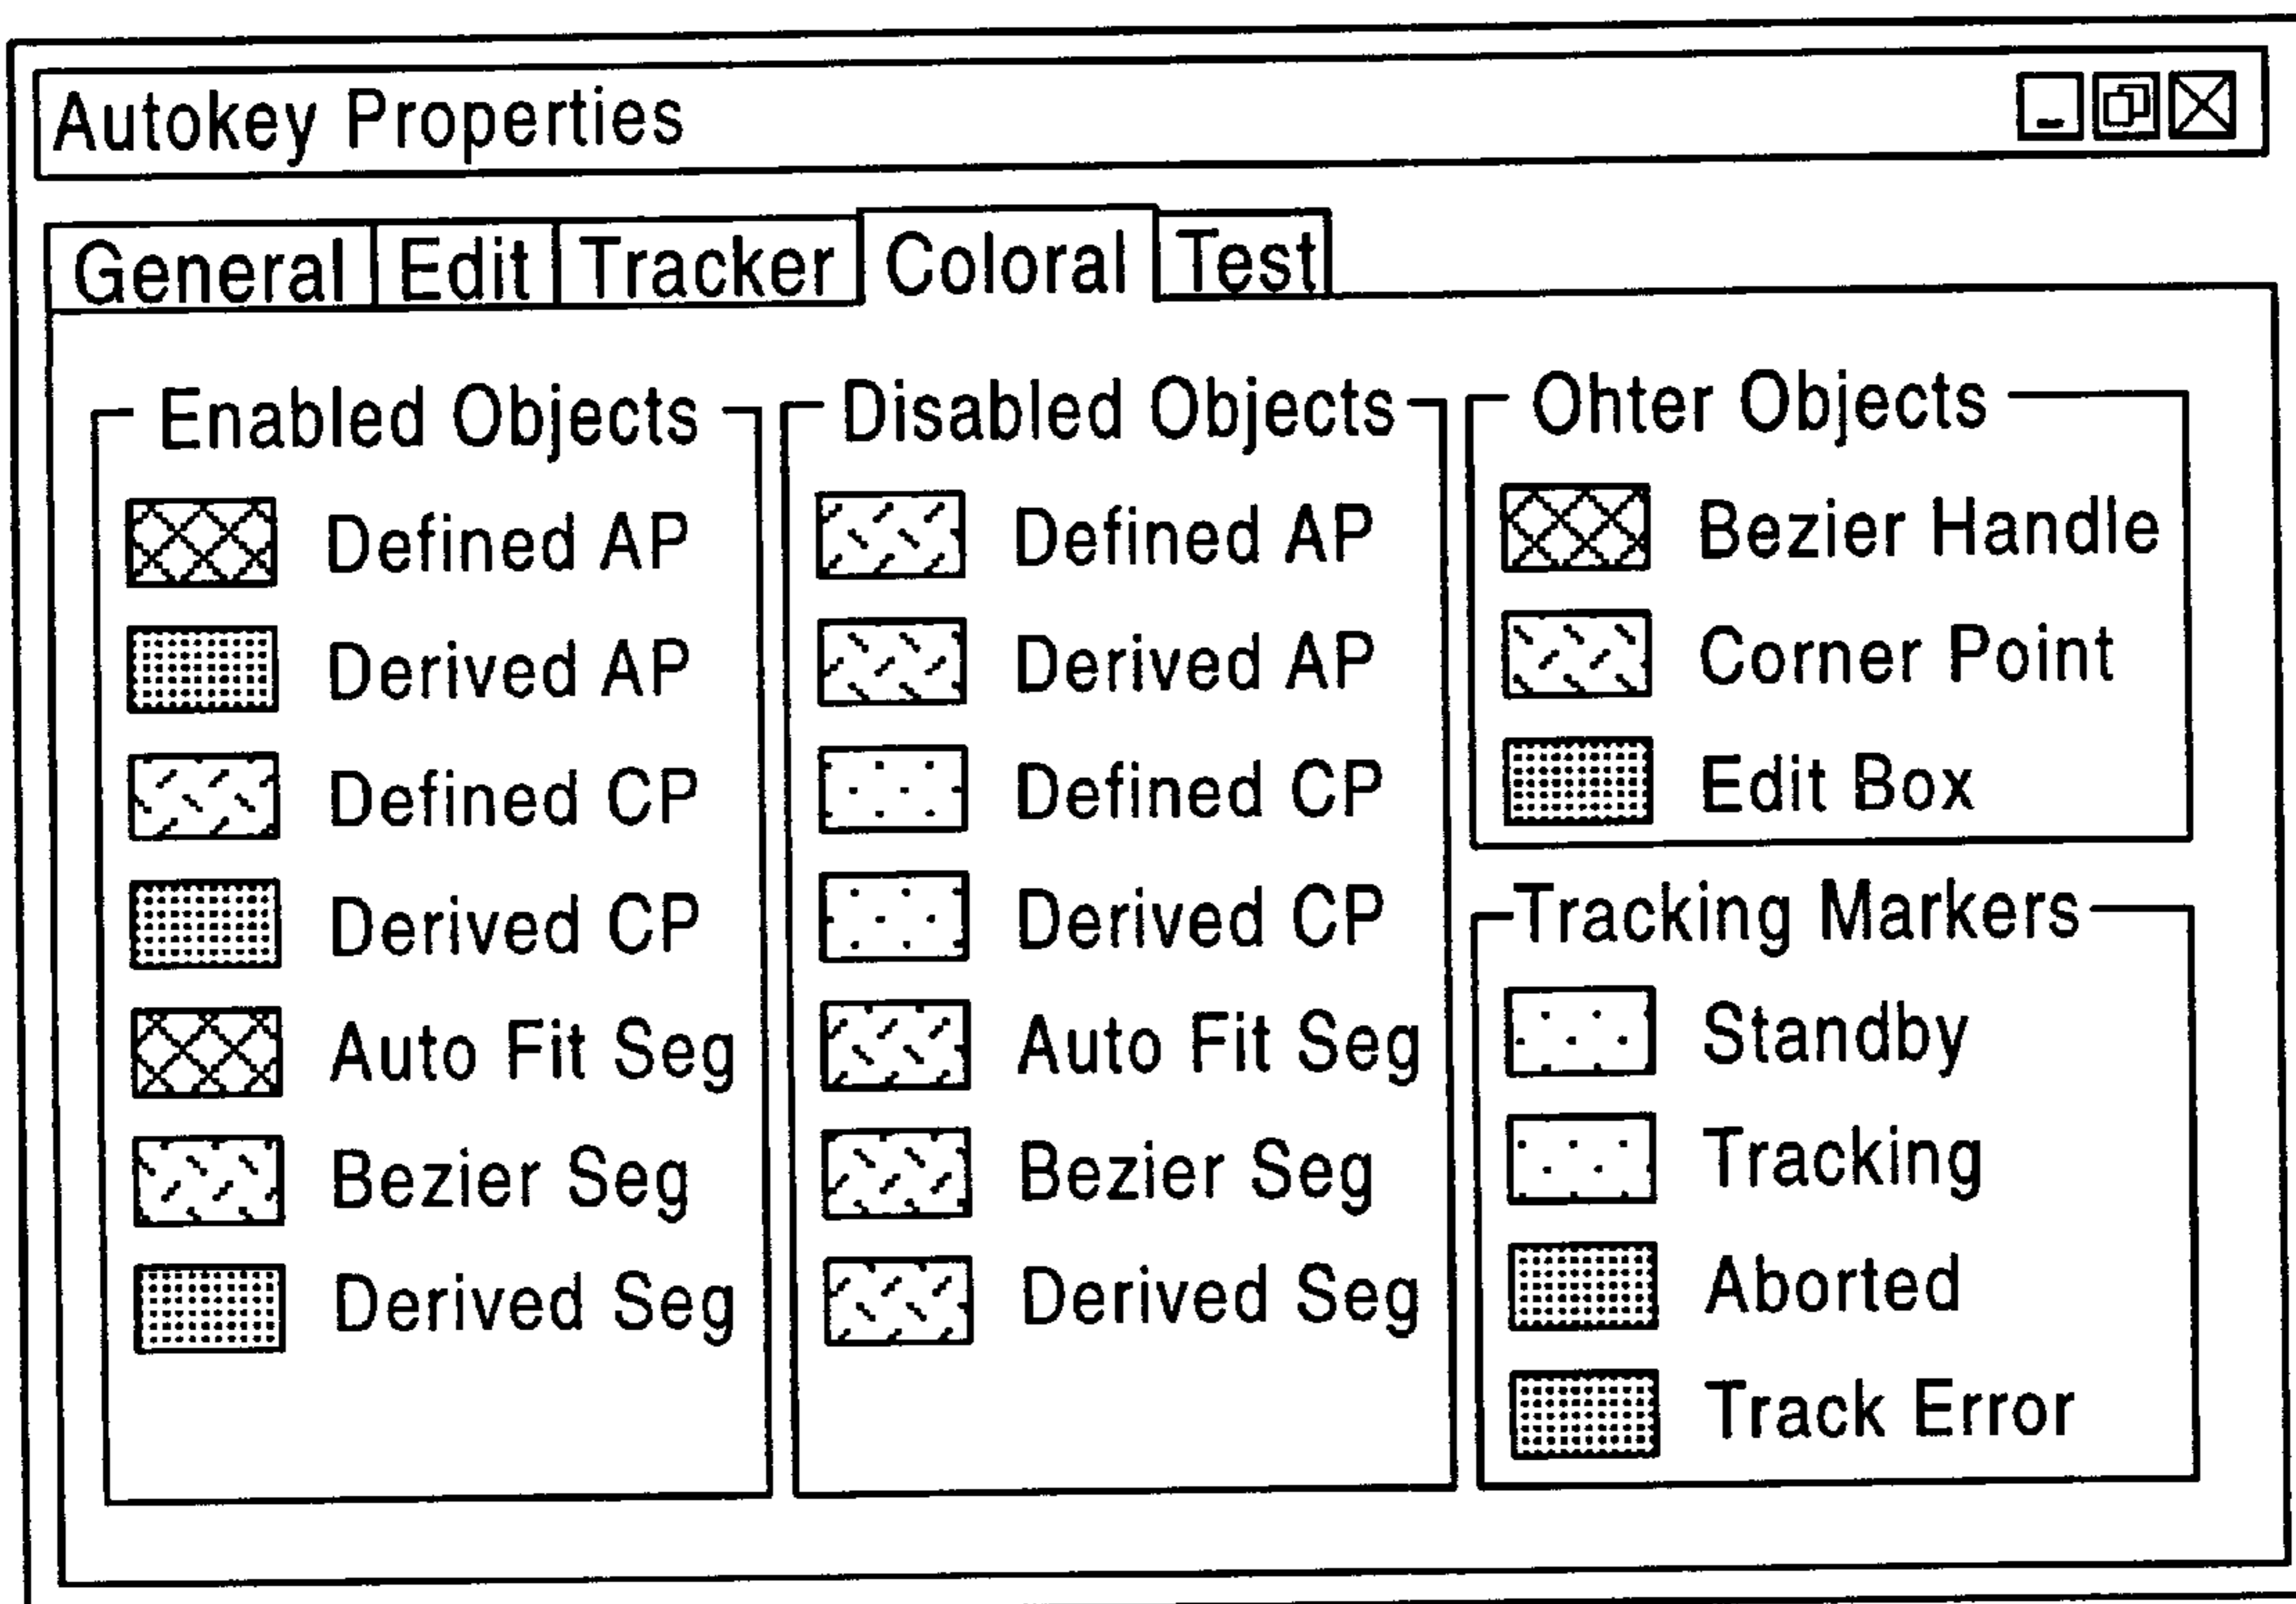 Autokey Properties
General Edit Tracker Coloral Test
Enabled Objects
Defined AP
Derived AP
Defined CP
Derived CP
Auto Fit Seg
Bezier Seg
Derived Seg
Disabled Objects
Defined AP
Derived AP
Defined CP
Derived CP
Auto Fit Seg
Bezier Seg
Derived Seg
Ohter Objects
Bezier Handle
Corner Point
Edit Box
Tracking Markers
Standby
Tracking
Aborted
Track Error